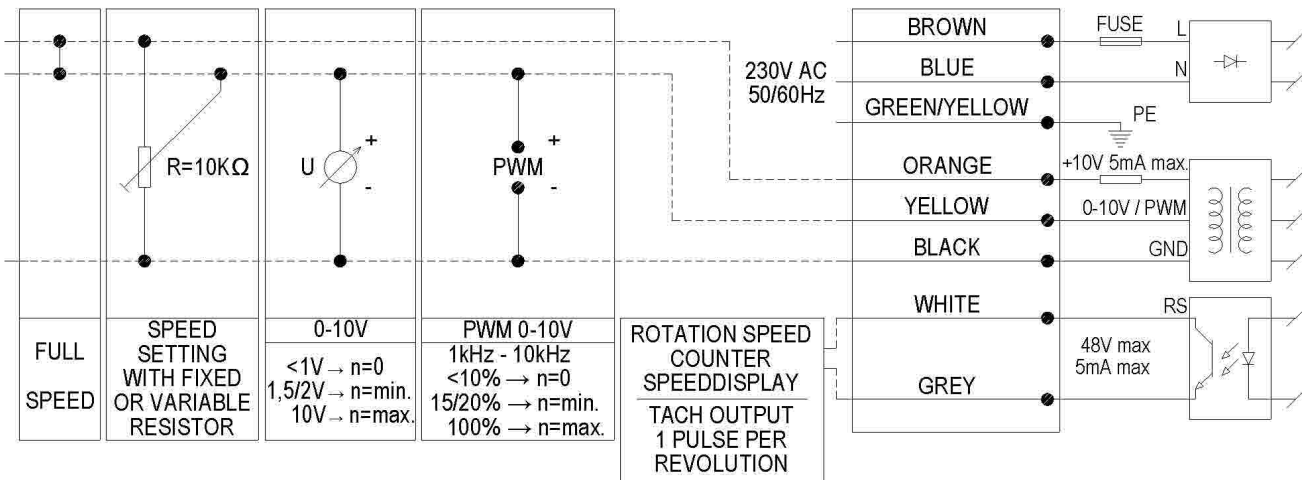 FULL
SPEED
R=10KΩ
SPEED
SETTING
WITH FIXED
OR VARIABLE
RESISTOR
U
+
-
0-10V
<1V → n=0
1,5/2V → n=min.
10V → n=max.
+
PWM
-
PWM 0-10V
1kHz - 10kHz
<10% → n=0
15/20% → n=min.
100% → n=max.
ROTATION SPEED
COUNTER
SPEEDDISPLAY
TACH OUTPUT
1 PULSE PER
REVOLUTION
230V AC
50/60Hz
BROWN
BLUE
GREEN/YELLOW
ORANGE
YELLOW
BLACK
WHITE
GREY
FUSE
L
N
PE
+10V 5mA max.
0-10V / PWM
GND
RS
48V max
5mA max